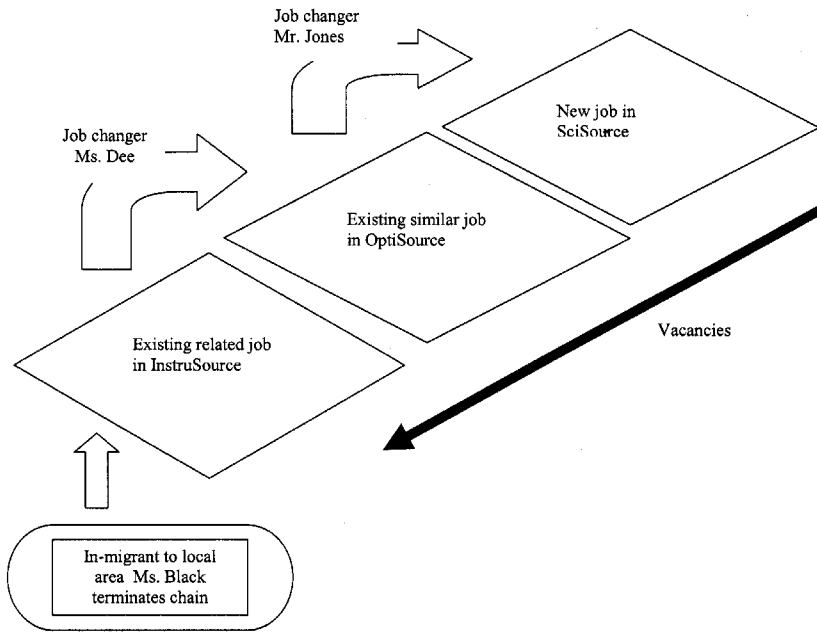 Job changer
Mr. Jones
New job in
SciSource
Job changer
Ms. Dee
Existing similar job
in OptiSource
Vacancies
Existing related job
in InstruSource
In-migrant to local
area Ms. Black
terminates chain